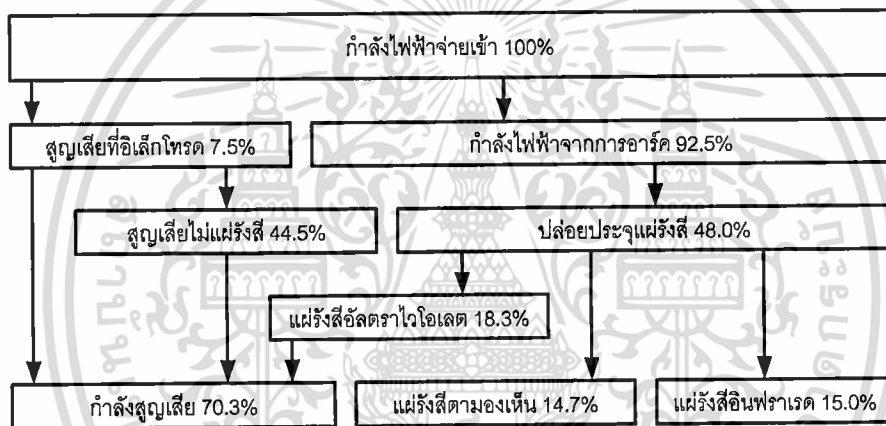 กำลังไฟฟ้าจ่ายเข้า 100%
สูญเสียที่อิเล็กโทรด 7.5%
กำลังไฟฟ้าจากการอาร์ค 92.5%
สูญเสียไม่แผ่รังสี 44.5%
ปล่อยประจุแผ่รังสี 48.0%
แผ่รังสีอัลตราไวโอเลต 18.3%
กำลังสูญเสีย 70.3%
แผ่รังสีตามองเห็น 14.7%
แผ่รังสีอินฟราเรด 15.0%